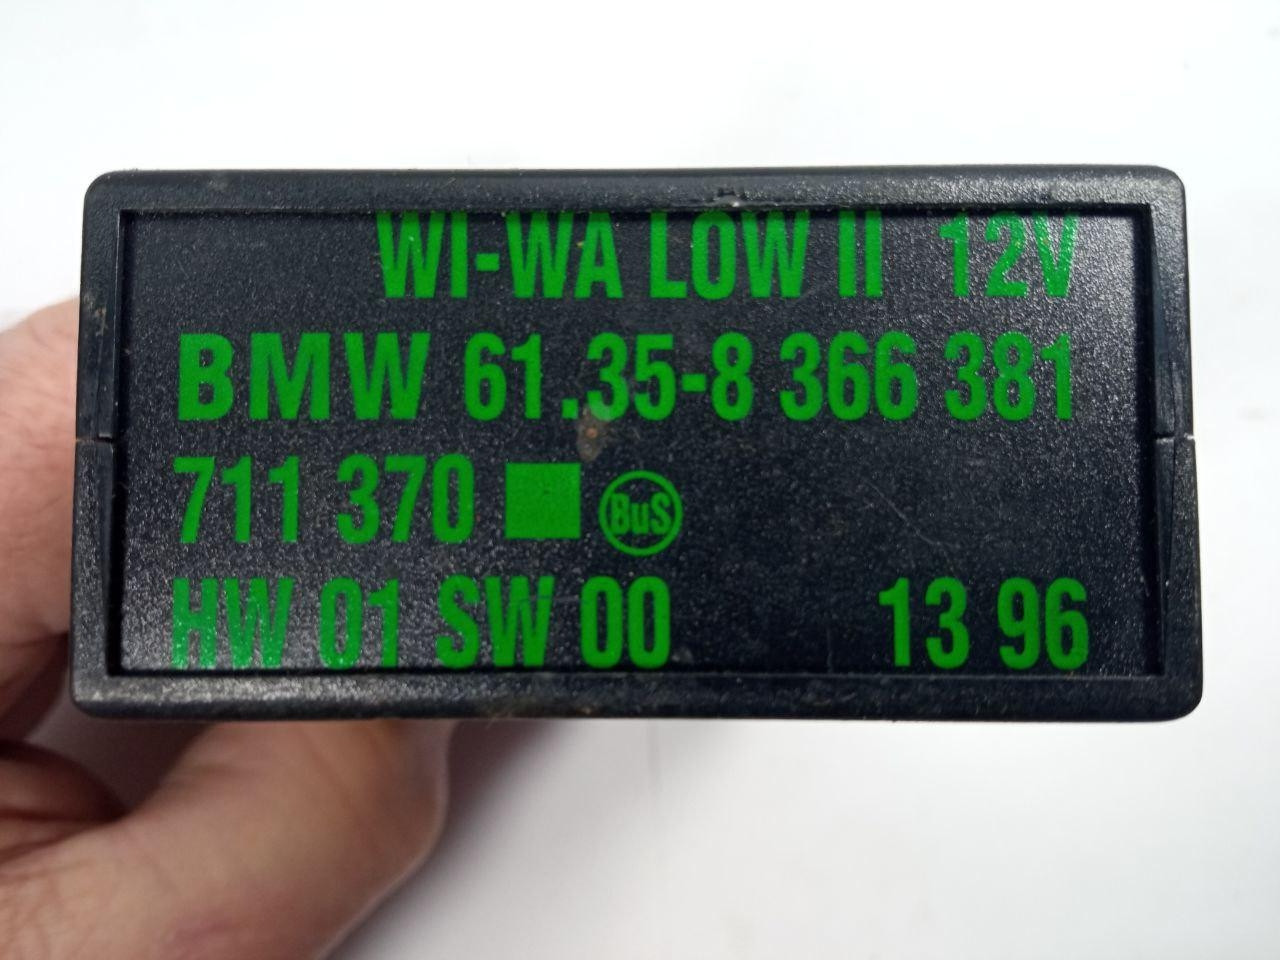 WI-WA LOW II 12V
BMW 61.35-8 366 381
711 370 BuS
HW 01 SW 00 13 96